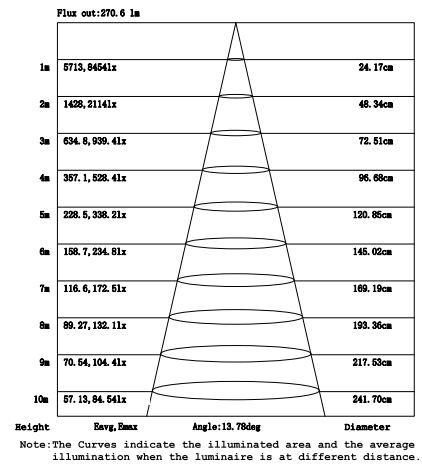 Flux out:270.6 lm
1m 5713,8454lx 24.17cm
2m 1428,2114lx 48.34cm
3m 634.8,939.4lx 72.51cm
4m 357.1,528.4lx 96.68cm
5m 228.5,338.2lx 120.85cm
6m 158.7,234.8lx 145.02cm
7m 116.6,172.5lx 169.19cm
8m 89.27,132.1lx 193.36cm
9m 70.54,104.4lx 217.53cm
10m 57.13,84.54lx 241.70cm
Height Eavg,Emax Angle:13.78deg Diameter
Note:The Curves indicate the illuminated area and the average
illumination when the luminaire is at different distance.